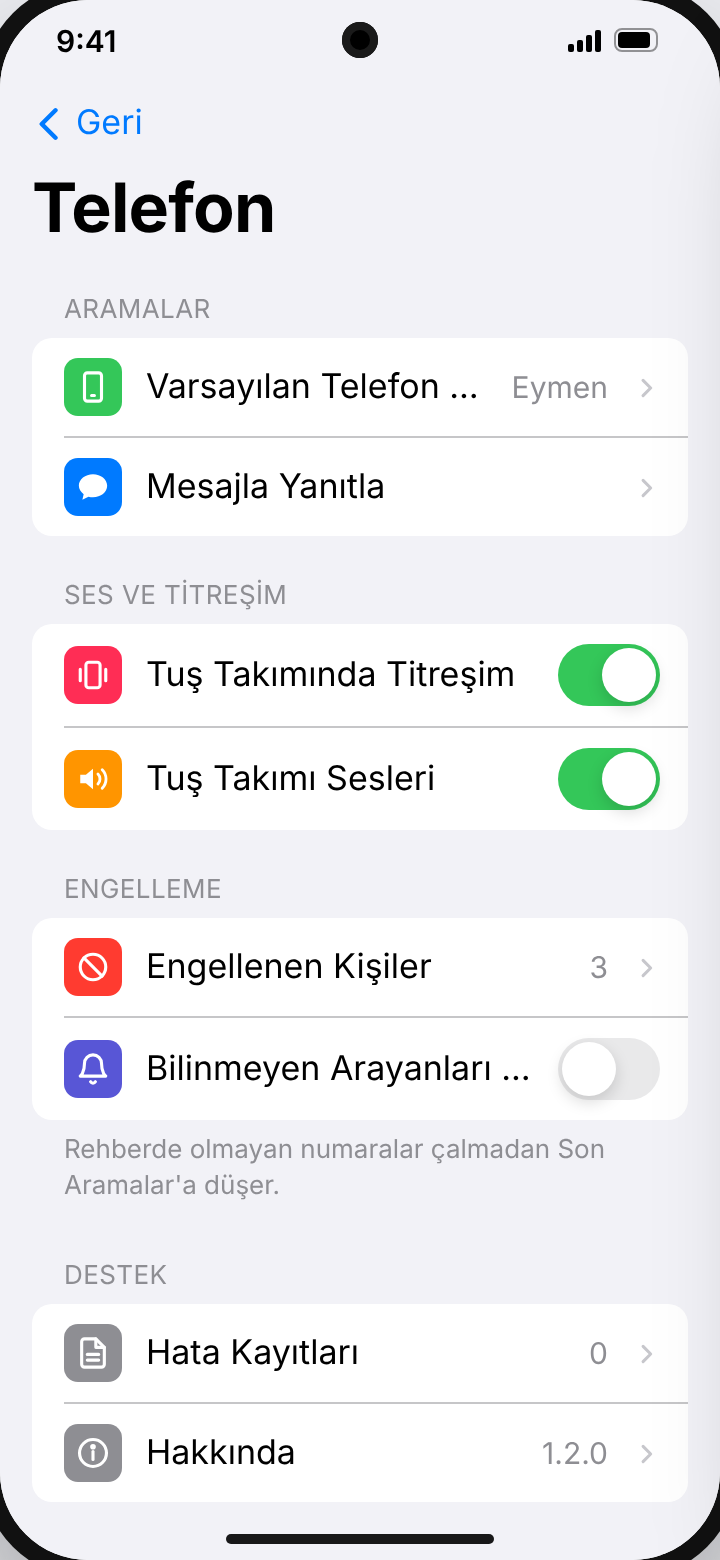 9:41
Geri
Telefon
ARAMALAR
Varsayılan Telefon ... Eymen
Mesajla Yanıtla
SES VE TİTREŞİM
Tuş Takımında Titreşim
Tuş Takımı Sesleri
ENGELLEME
Engellenen Kişiler 3
Bilinmeyen Arayanları ...
Rehberde olmayan numaralar çalmadan Son
Aramalar'a düşer.
DESTEK
Hata Kayıtları 0
Hakkında 1.2.0